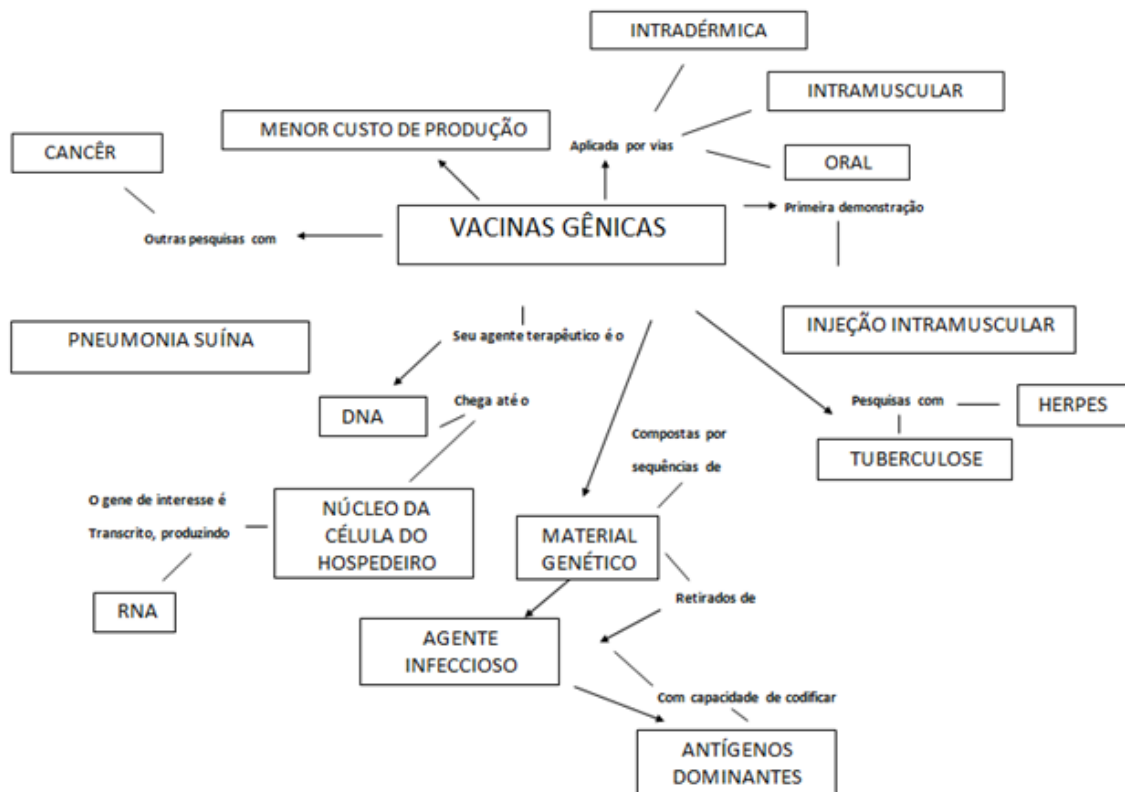 INTRADÉRMICA
INTRAMUSCULAR
MENOR CUSTO DE PRODUÇÃO
Aplicada por vias
CANCÊR
ORAL
VACINAS GÊNICAS
Primeira demonstração
Outras pesquisas com
PNEUMONIA SUÍNA
Seu agente terapêutico é o
INJEÇÃO INTRAMUSCULAR
DNA
Chega até o
Pesquisas com
HERPES
TUBERCULOSE
Compostas por
sequências de
O gene de interesse é
Transcrito, produzindo
NÚCLEO DA
CÉLULA DO
HOSPEDEIRO
MATERIAL
GENÉTICO
RNA
Retirados de
AGENTE
INFECCIOSO
Com capacidade de codificar
ANTÍGENOS
DOMINANTES